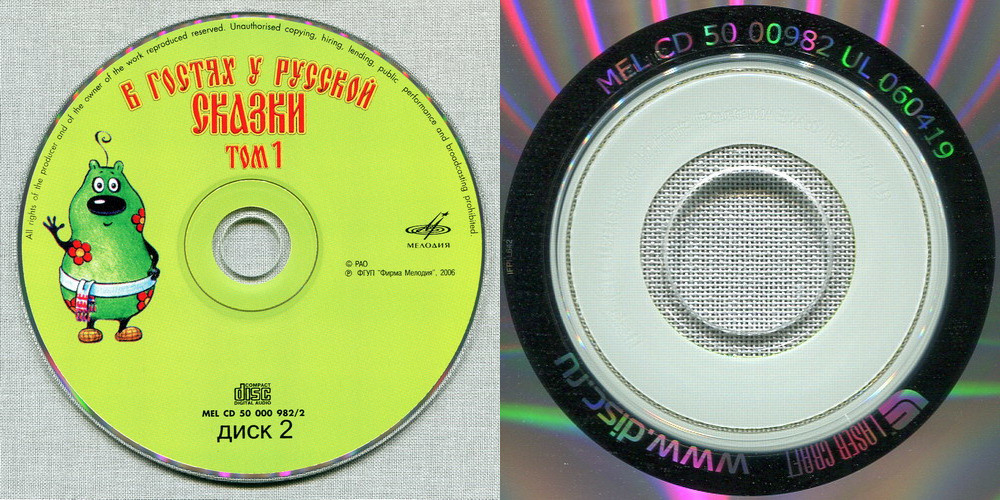 All rights of the producer and of the owner of the work reproduced reserved. Unauthorised copying, hiring, lending, public performance and broadcasting prohibited.
В ГОСТЯХ У РУССКОЙ
СКАЗКИ
ТОМ 1
МЕЛОДИЯ
© РАО
℗ ФГУП "Фирма Мелодия", 2006
COMPACT
disc
DIGITAL AUDIO
MEL CD 50 000 982/2
ДИСК 2
MEL CD 50 00982 UL 060419
IFPI L642
LASER CRAFT
www.disc.ru